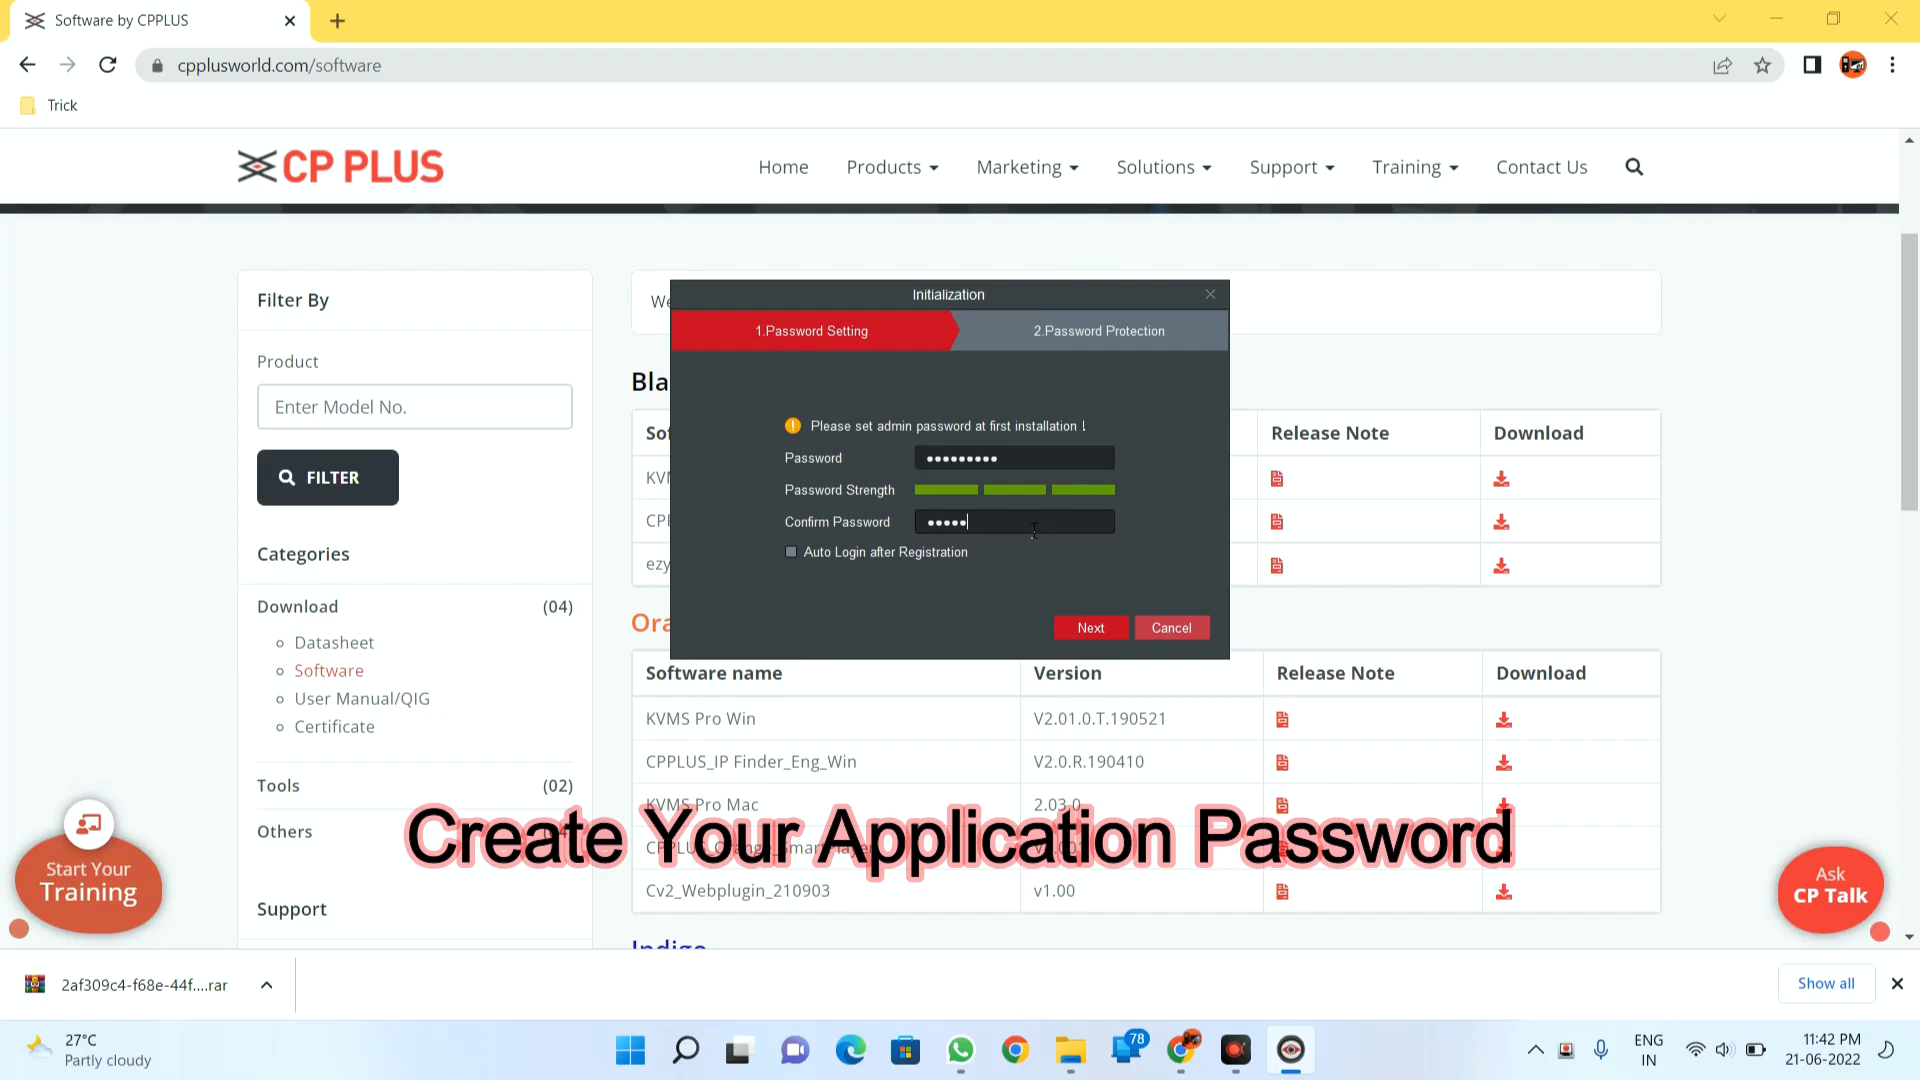 Software by CPPLUS
cpplusworld.com/software
Trick
CP PLUS
Home
Products
Marketing
Solutions
Support
Training
Contact Us
Filter By
Product
Enter Model No.
FILTER
Categories
Download (04)
Datasheet
Software
User Manual/QIG
Certificate
Tools (02)
Others
Support
Release Note
Download
Initialization
1.Password Setting
2.Password Protection
Please set admin password at first installation !
Password
Password Strength
Confirm Password
Auto Login after Registration
Next
Cancel
Software name
Version
Release Note
Download
KVMS Pro Win
V2.01.0.T.190521
CPPLUS_IP Finder_Eng_Win
V2.0.R.190410
KVMS Pro Mac
2.03.0
Create Your Application Password
Cv2_Webplugin_210903
v1.00
Indigo
Start Your
Training
Ask
CP Talk
2af309c4-f68e-44f....rar
Show all
27°C
Partly cloudy
78
ENG
IN
11:42 PM
21-06-2022